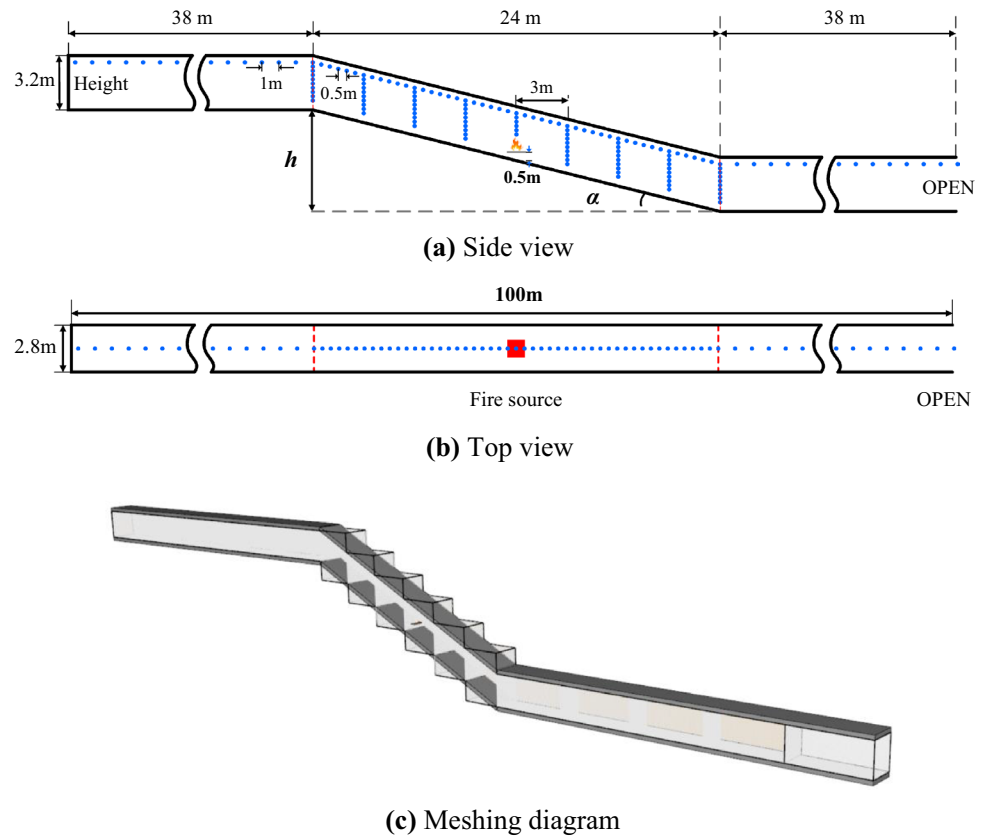 38 m 24 m 38 m
3.2m Height 1m 0.5m 3m
h 0.5m α OPEN
(a) Side view
100m
2.8m
Fire source OPEN
(b) Top view
(c) Meshing diagram